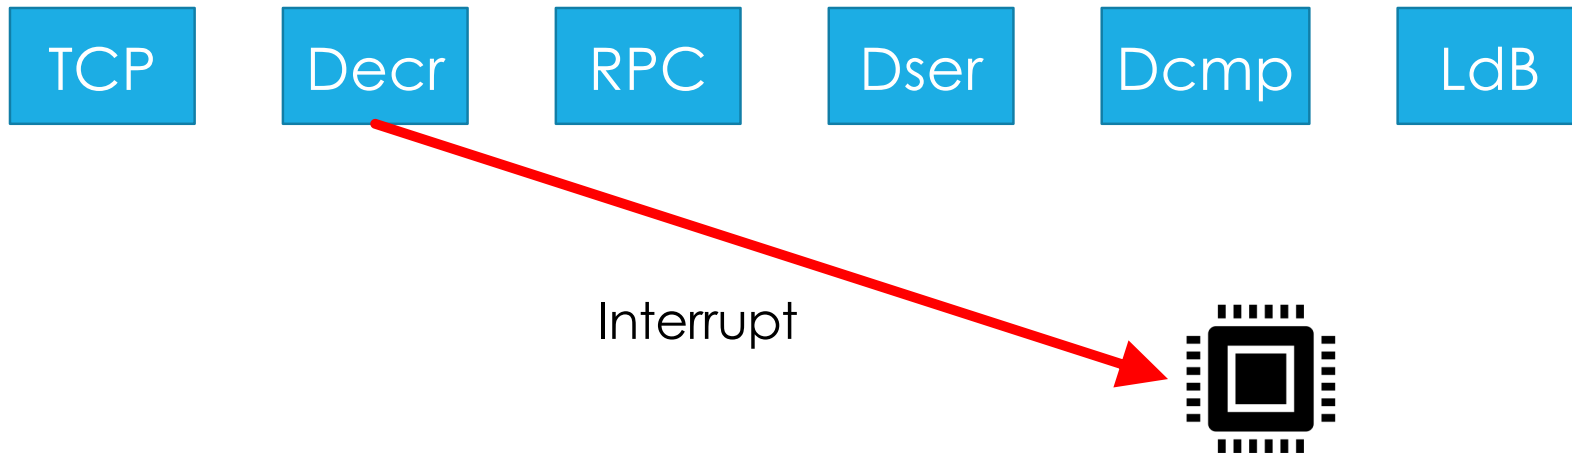 TCP
Decr
RPC
Dser
Dcmp
LdB
Interrupt